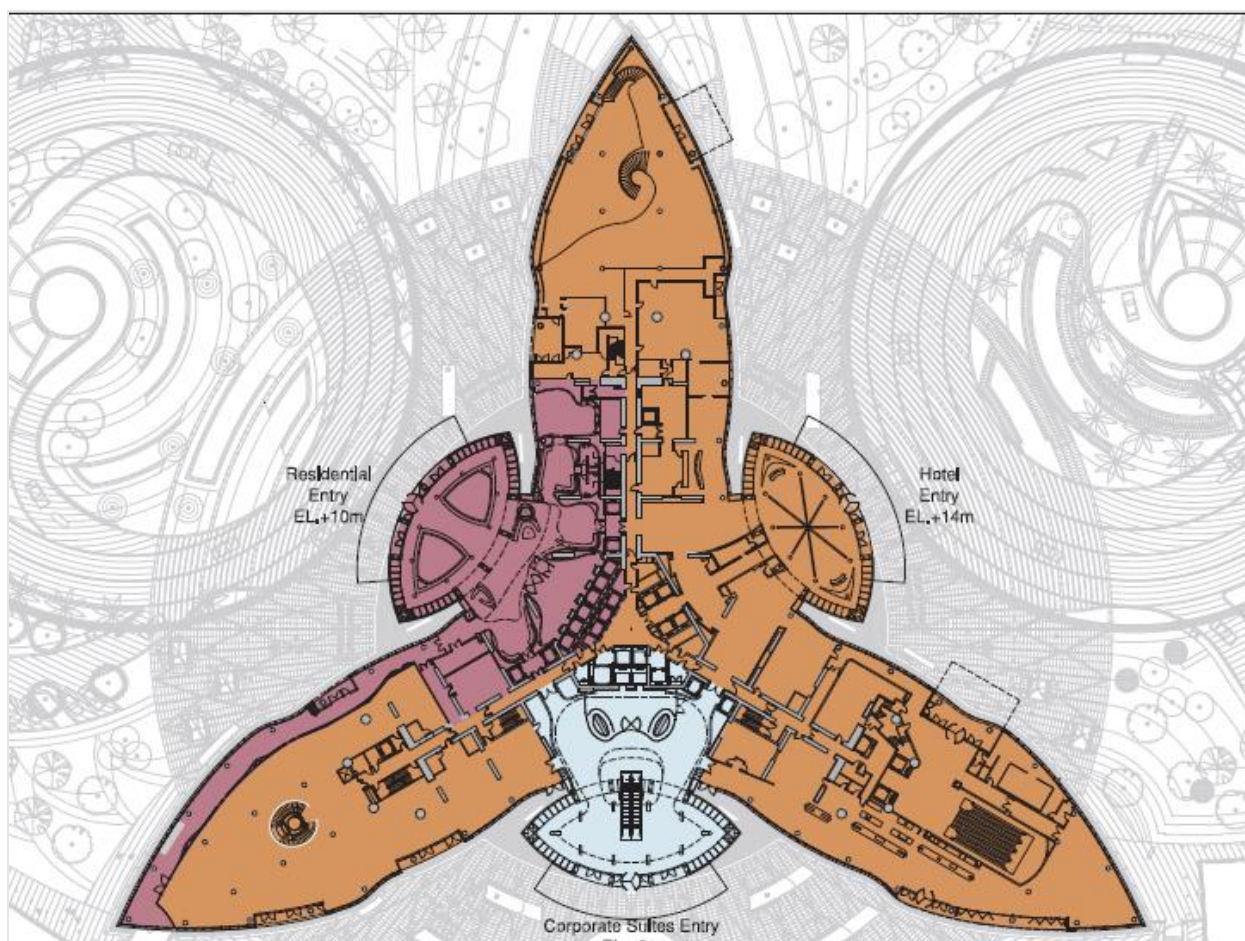 Residential
Entry
EL.+10m
Hotel
Entry
EL.+14m
Corporate Suites Entry